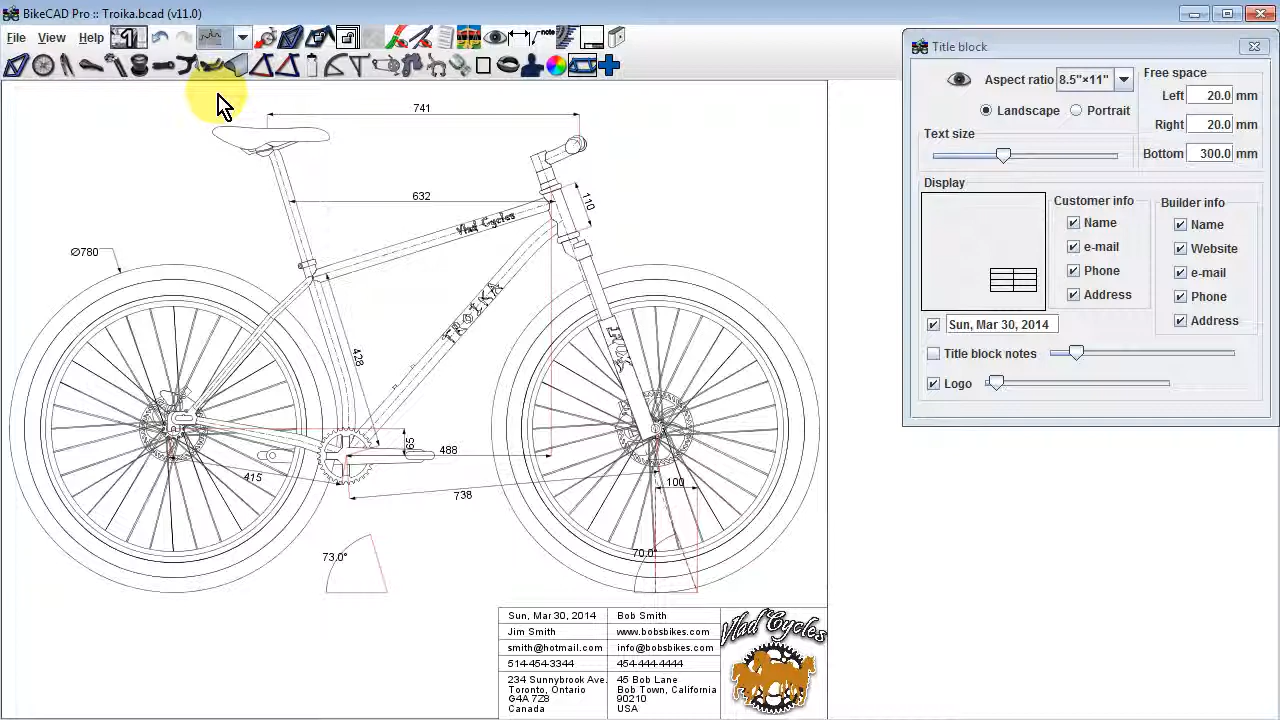 BikeCAD Pro :: Troika.bcad (v11.0)
File View Help 1 note
Title block
Aspect ratio 8.5"×11"
Landscape Portrait
Text size
Free space
Left 20.0 mm
Right 20.0 mm
Bottom 300.0 mm
Display
Customer info
Name
e-mail
Phone
Address
Builder info
Name
Website
e-mail
Phone
Address
Sun, Mar 30, 2014
Title block notes
Logo
741
632
110
Vlad Cycles
Ø780
TROIKA
428
65
488
415
738
100
73.0°
70.0°
Sun, Mar 30, 2014 Bob Smith
Jim Smith www.bobsbikes.com
smith@hotmail.com info@bobsbikes.com
514-454-3344 454-444-4444
234 Sunnybrook Ave. 45 Bob Lane
Toronto, Ontario Bob Town, California
G4A 7Z8 90210
Canada USA
Vlad Cycles